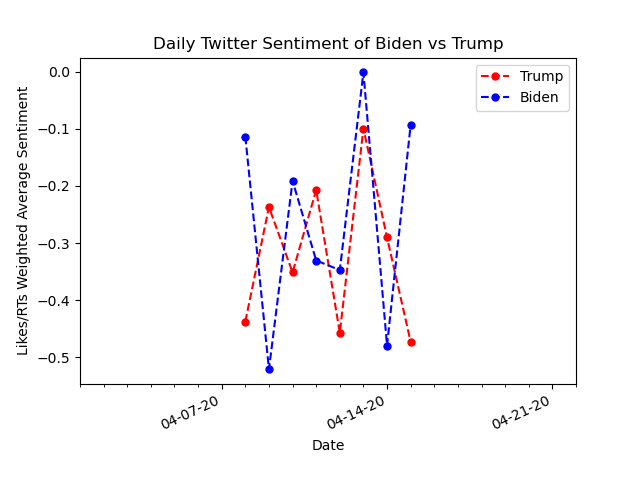 Daily Twitter Sentiment of Biden vs Trump
Trump
Biden
Likes/RTs Weighted Average Sentiment
0.0
−0.1
−0.2
−0.3
−0.4
−0.5
04-07-20
04-14-20
04-21-20
Date